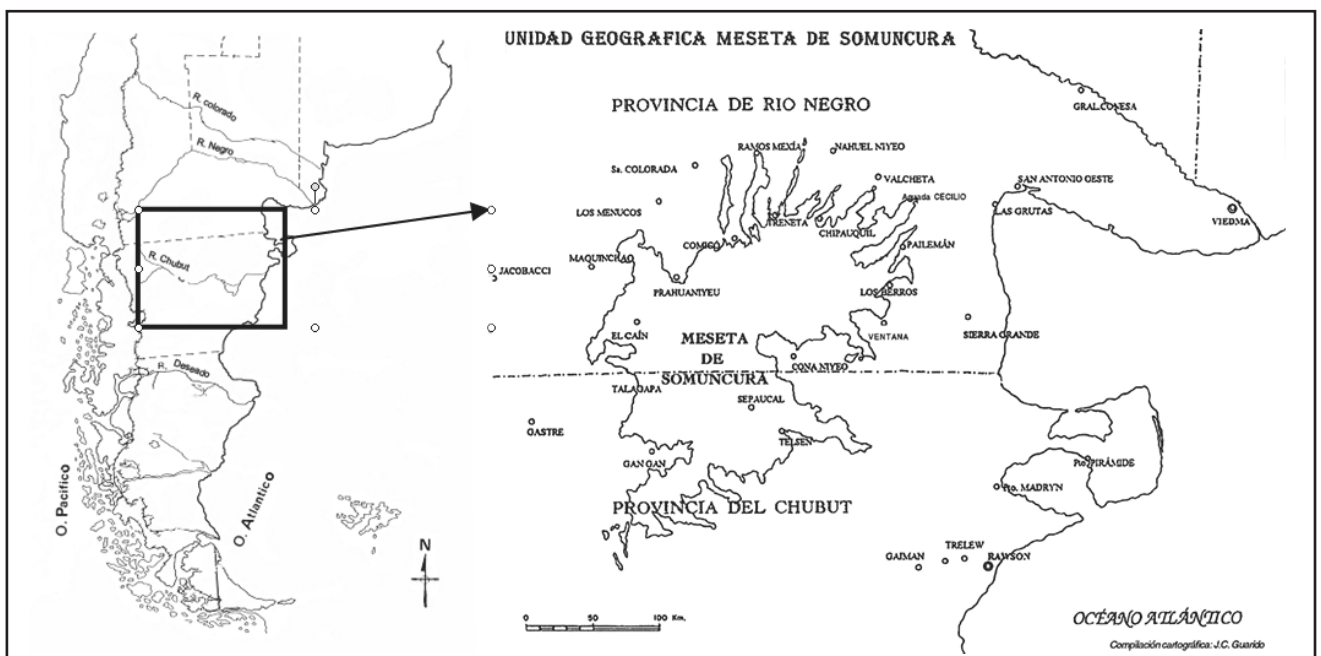 UNIDAD GEOGRAFICA MESETA DE SOMUNCURA
R. colorado
R. Negro
R. Chubut
R. Deseado
O. Pacífico
O. Atlantico
N
PROVINCIA DE RIO NEGRO
GRAL.CONESA
RAMOS MEXÍA
NAHUEL NIYEO
Sa. COLORADA
VALCHETA
SAN ANTONIO OESTE
Aguada CECILIO
LOS MENUCOS
TRENETA
LAS GRUTAS
VIEDMA
CHIPAUQUIL
COMICÓ
PAILEMÁN
MAQUINCHAO
JACOBACCI
PRAHUANIYEU
LOS BERROS
EL CAÍN
MESETA
DE
SOMUNCURA
VENTANA
SIERRA GRANDE
CONA NIYEO
TALAGAPA
SEPAUCAL
GASTRE
TELSEN
GAN GAN
Pto. PIRÁMIDE
Pto. MADRYN
PROVINCIA DEL CHUBUT
GAIMAN
TRELEW
RAWSON
0 50 100 Km.
OCÉANO ATLÁNTICO
Compilación cartográfica: J.C. Guarido